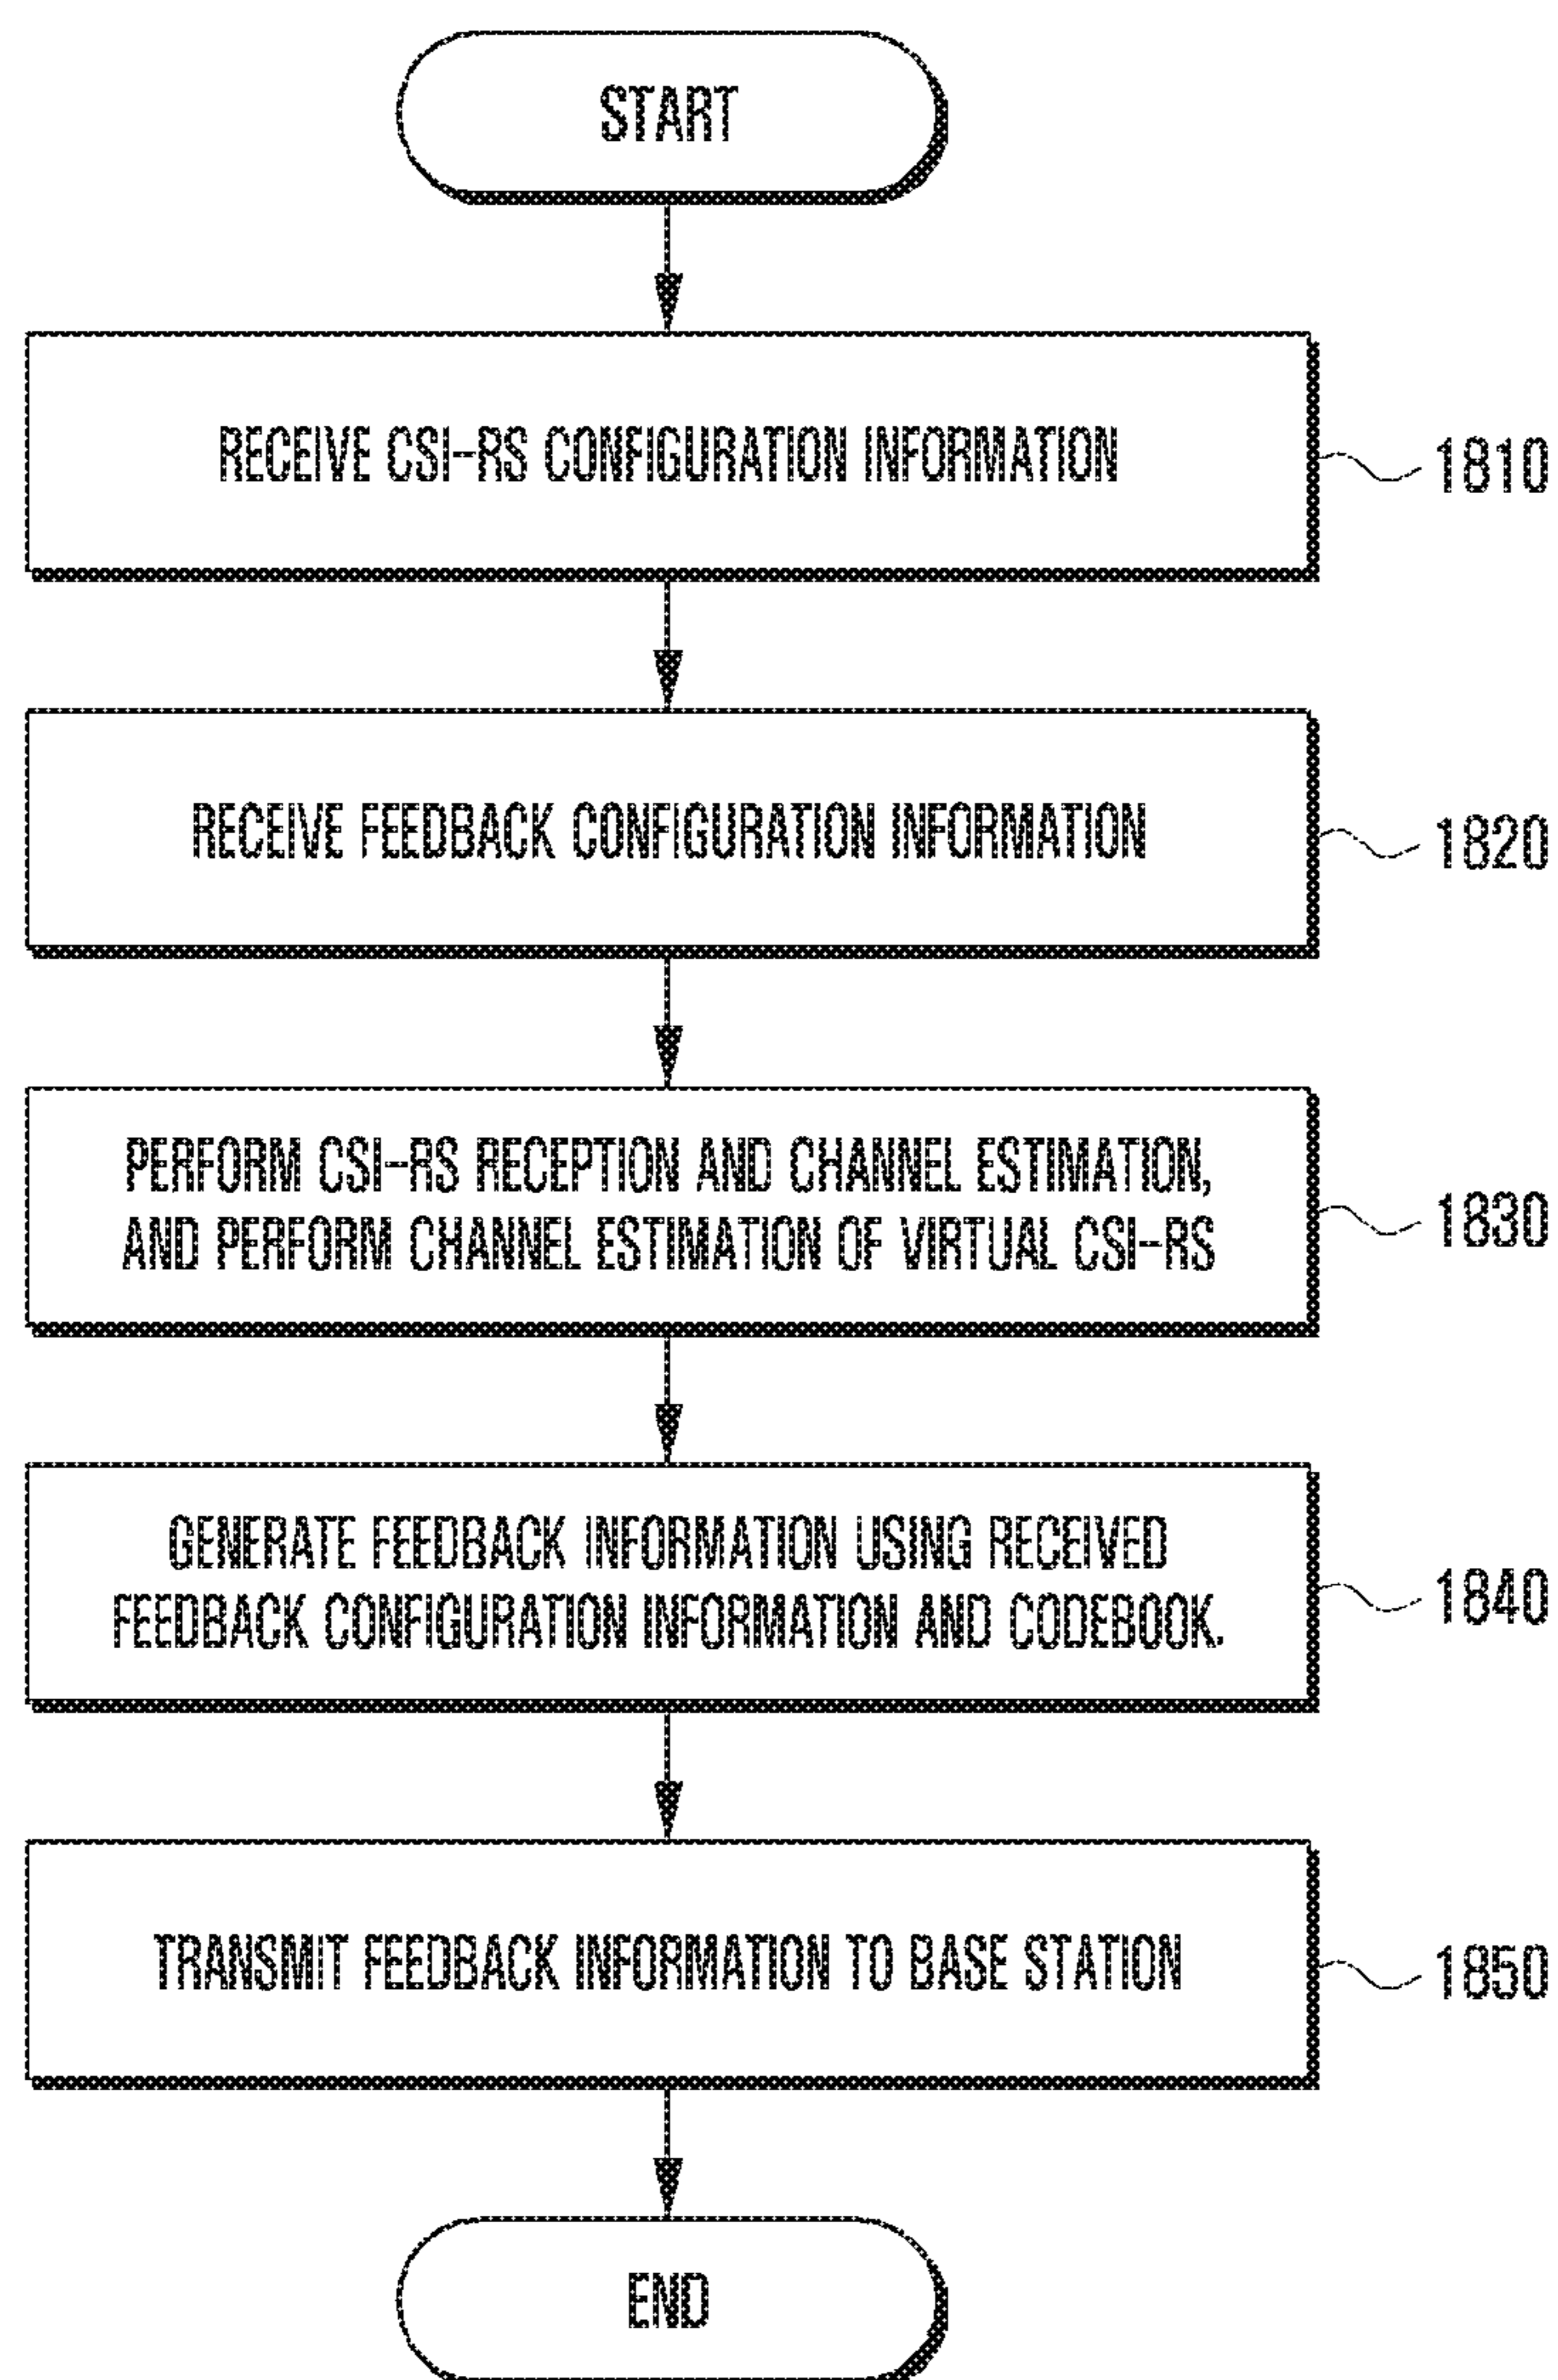 START
RECEIVE CSI-RS CONFIGURATION INFORMATION
1810
RECEIVE FEEDBACK CONFIGURATION INFORMATION
1820
PERFORM CSI-RS RECEPTION AND CHANNEL ESTIMATION,
AND PERFORM CHANNEL ESTIMATION OF VIRTUAL CSI-RS
1830
GENERATE FEEDBACK INFORMATION USING RECEIVED
FEEDBACK CONFIGURATION INFORMATION AND CODEBOOK.
1840
TRANSMIT FEEDBACK INFORMATION TO BASE STATION
1850
END